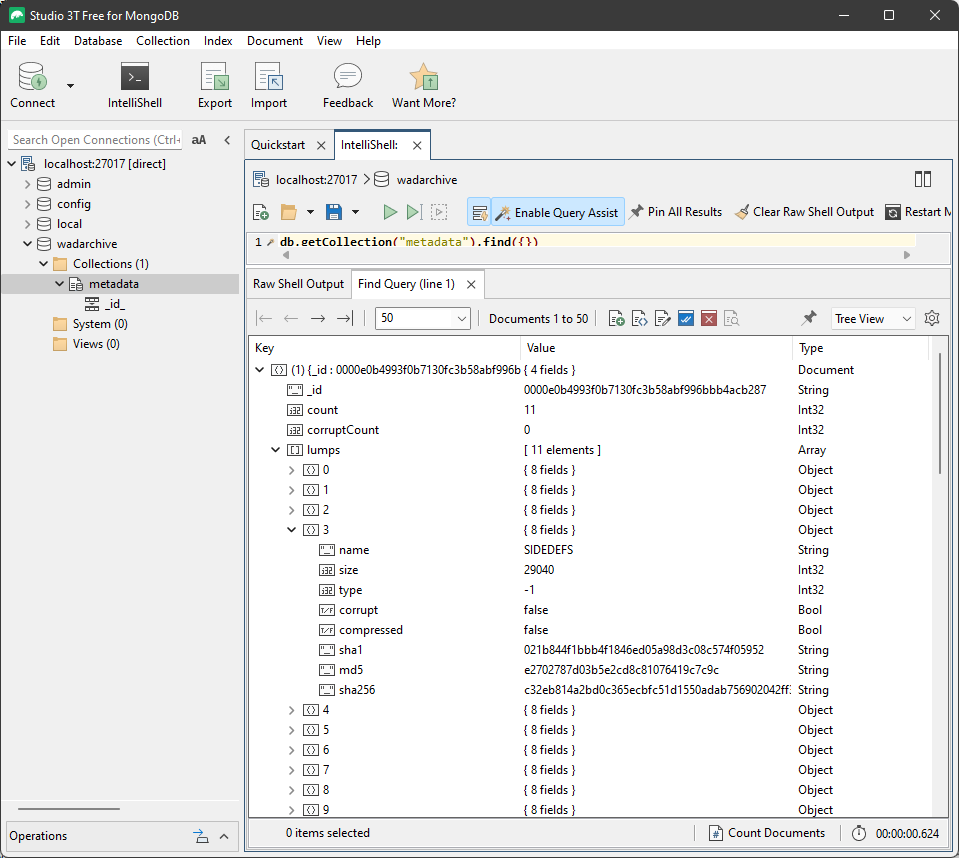 Studio 3T Free for MongoDB
File Edit Database Collection Index Document View Help
Connect IntelliShell Export Import Feedback Want More?
Search Open Connections (Ctrl+ aA
localhost:27017 [direct]
admin
config
local
wadarchive
Collections (1)
metadata
_id_
System (0)
Views (0)
Operations
Quickstart IntelliShell:
localhost:27017 wadarchive
Enable Query Assist Pin All Results Clear Raw Shell Output Restart M
1 db.getCollection("metadata").find({})
Raw Shell Output Find Query (line 1)
50 Documents 1 to 50 Tree View
Key Value Type
(1) {_id : 0000e0b4993f0b7130fc3b58abf996b { 4 fields } Document
_id 0000e0b4993f0b7130fc3b58abf996bbb4acb287 String
count 11 Int32
corruptCount 0 Int32
lumps [ 11 elements ] Array
0 { 8 fields } Object
1 { 8 fields } Object
2 { 8 fields } Object
3 { 8 fields } Object
name SIDEDEFS String
size 29040 Int32
type -1 Int32
corrupt false Bool
compressed false Bool
sha1 021b844f1bbb4f1846ed05a98d3c08c574f05952 String
md5 e2702787d03b5e2cd8c81076419c7c9c String
sha256 c32eb814a2bd0c365ecbfc51d1550adab756902042ff3 String
4 { 8 fields } Object
5 { 8 fields } Object
6 { 8 fields } Object
7 { 8 fields } Object
8 { 8 fields } Object
9 { 8 fields } Object
0 items selected Count Documents 00:00:00.624